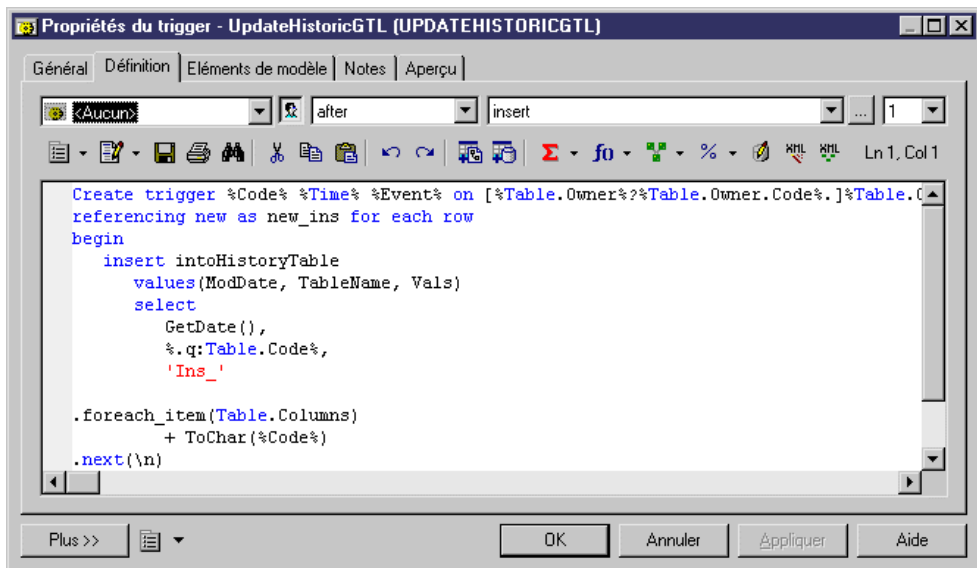 Propriétés du trigger - UpdateHistoricGTL (UPDATEHISTORICGTL)
Général Définition Eléments de modèle Notes Aperçu
<Aucun> after insert ... 1
Σ f() % XML XML Ln 1, Col 1
Create trigger %Code% %Time% %Event% on [%Table.Owner%?%Table.Owner.Code%.]%Table.
referencing new as new_ins for each row
begin
insert intoHistoryTable
values(ModDate, TableName, Vals)
select
GetDate(),
%.q:Table.Code%,
'Ins_'
.foreach_item(Table.Columns)
+ ToChar(%Code%)
.next(\n)
Plus >> OK Annuler Appliquer Aide